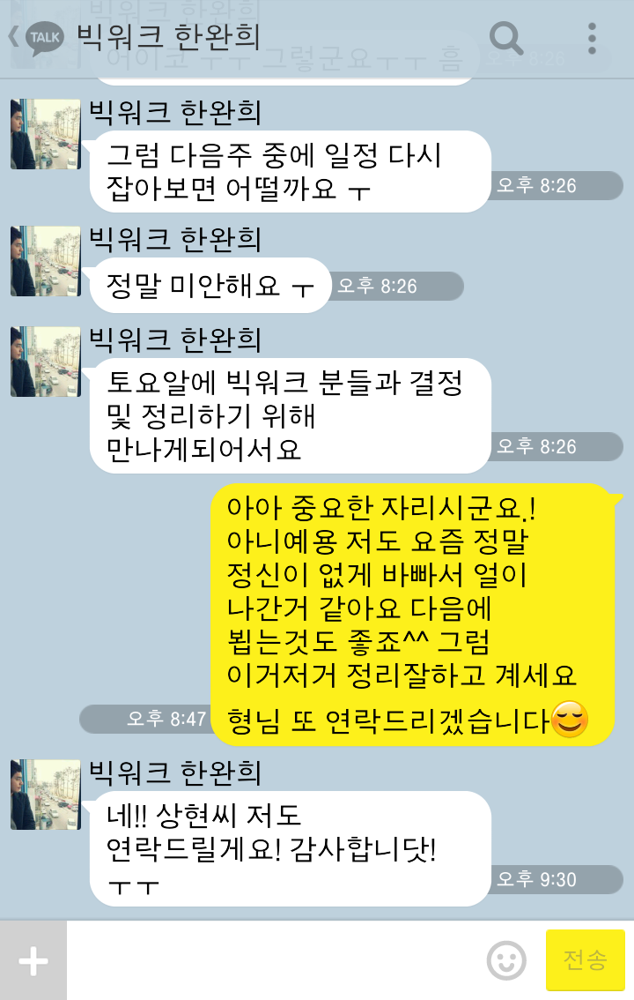 TALK 빅워크 한완희
어이코 ㅜㅜ 그렇군요ㅜㅜ 흠
오후 8:26
빅워크 한완희
그럼 다음주 중에 일정 다시
잡아보면 어떨까요 ㅜ
오후 8:26
빅워크 한완희
정말 미안해요 ㅜ
오후 8:26
빅워크 한완희
토요알에 빅워크 분들과 결정
및 정리하기 위해
만나게되어서요
오후 8:26
아아 중요한 자리시군요.!
아니예용 저도 요즘 정말
정신이 없게 바빠서 얼이
나간거 같아요 다음에
뵙는것도 좋죠^^ 그럼
이거저거 정리잘하고 계세요
형님 또 연락드리겠습니다
오후 8:47
빅워크 한완희
네!! 상현씨 저도
연락드릴게요! 감사합니닷!
ㅜㅜ
오후 9:30
전송